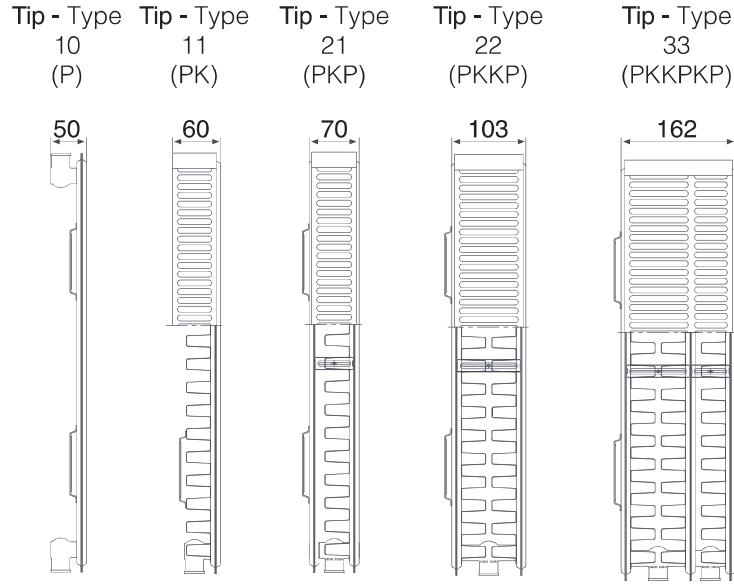 Tip - Type
10
(P)
Tip - Type
11
(PK)
Tip - Type
21
(PKP)
Tip - Type
22
(PKKP)
Tip - Type
33
(PKKPKP)
50
60
70
103
162